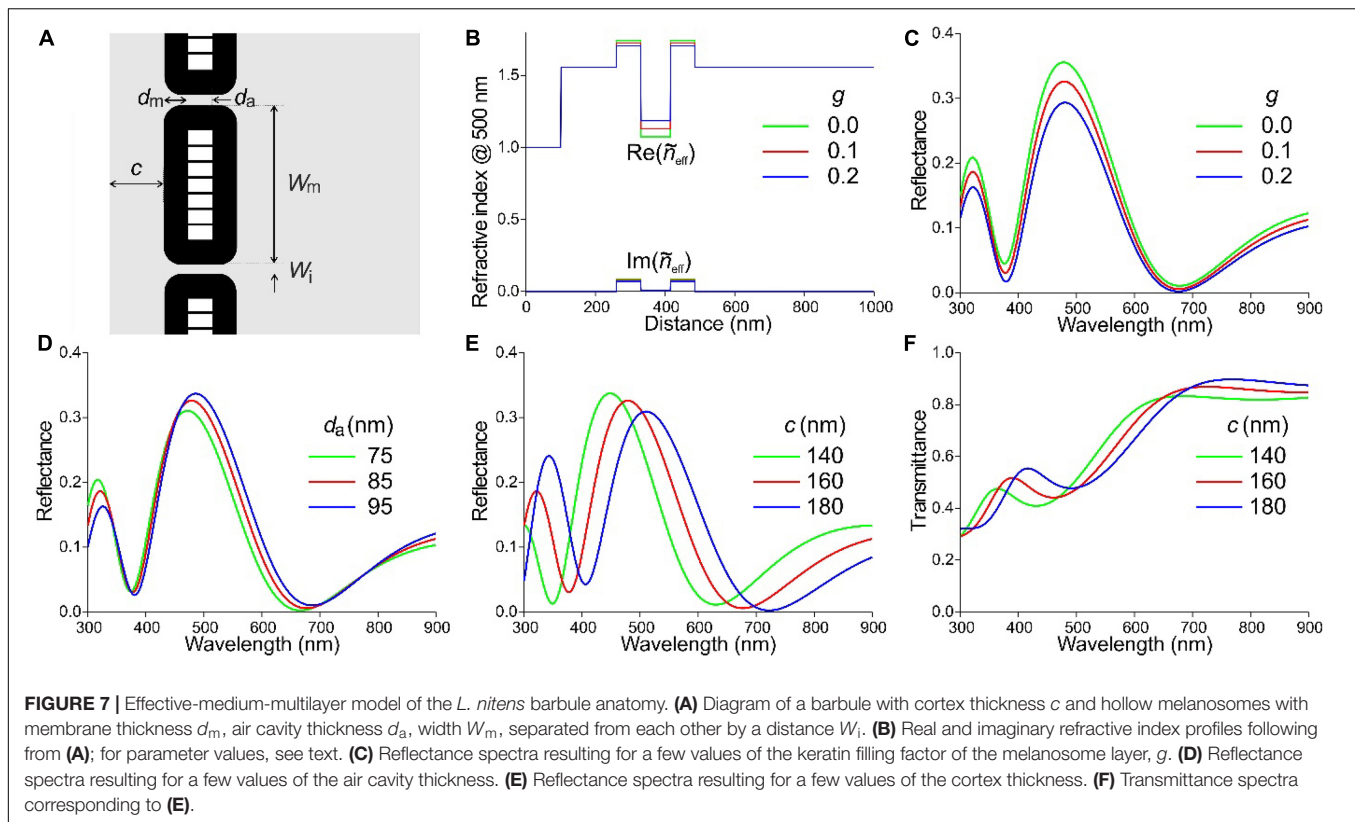 A
dm
da
c
Wm
Wi
B
Refractive index @ 500 nm
1.5
1.0
0.5
0.0
g
0.0
0.1
0.2
Re(ñeff)
Im(ñeff)
0 200 400 600 800 1000
Distance (nm)
C
Reflectance
0.4
0.3
0.2
0.1
0.0
g
0.0
0.1
0.2
300 400 500 600 700 800 900
Wavelength (nm)
D
Reflectance
0.4
0.3
0.2
0.1
0.0
da (nm)
75
85
95
300 400 500 600 700 800 900
Wavelength (nm)
E
Reflectance
0.4
0.3
0.2
0.1
0.0
c (nm)
140
160
180
300 400 500 600 700 800 900
Wavelength (nm)
F
Transmittance
1.0
0.8
0.6
0.4
0.2
0.0
c (nm)
140
160
180
300 400 500 600 700 800 900
Wavelength (nm)
FIGURE 7 | Effective-medium-multilayer model of the L. nitens barbule anatomy. (A) Diagram of a barbule with cortex thickness c and hollow melanosomes with
membrane thickness dm, air cavity thickness da, width Wm, separated from each other by a distance Wi. (B) Real and imaginary refractive index profiles following
from (A); for parameter values, see text. (C) Reflectance spectra resulting for a few values of the keratin filling factor of the melanosome layer, g. (D) Reflectance
spectra resulting for a few values of the air cavity thickness. (E) Reflectance spectra resulting for a few values of the cortex thickness. (F) Transmittance spectra
corresponding to (E).